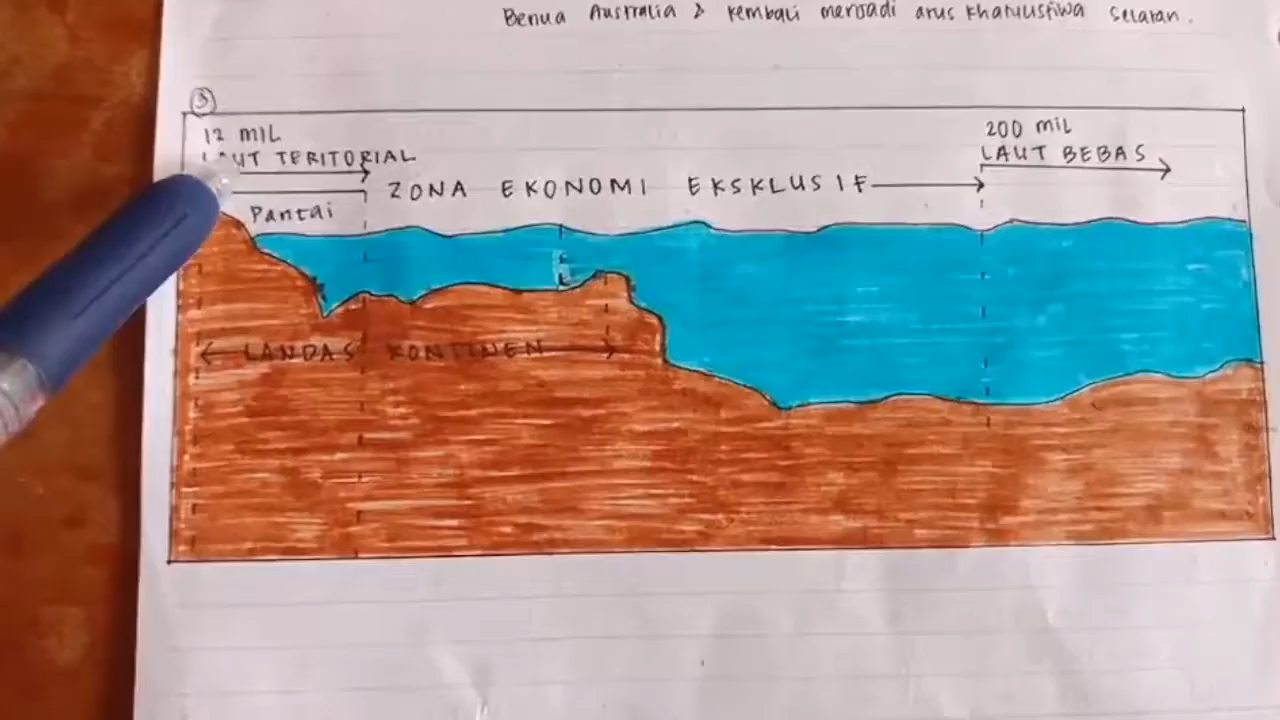 Benua Australia & kembali menjadi arus khatulistiwa selatan.
3
12 MIL
LAUT TERITORIAL
ZONA EKONOMI EKSKLUSIF
Pantai
200 MIL
LAUT BEBAS
LANDAS KONTINEN